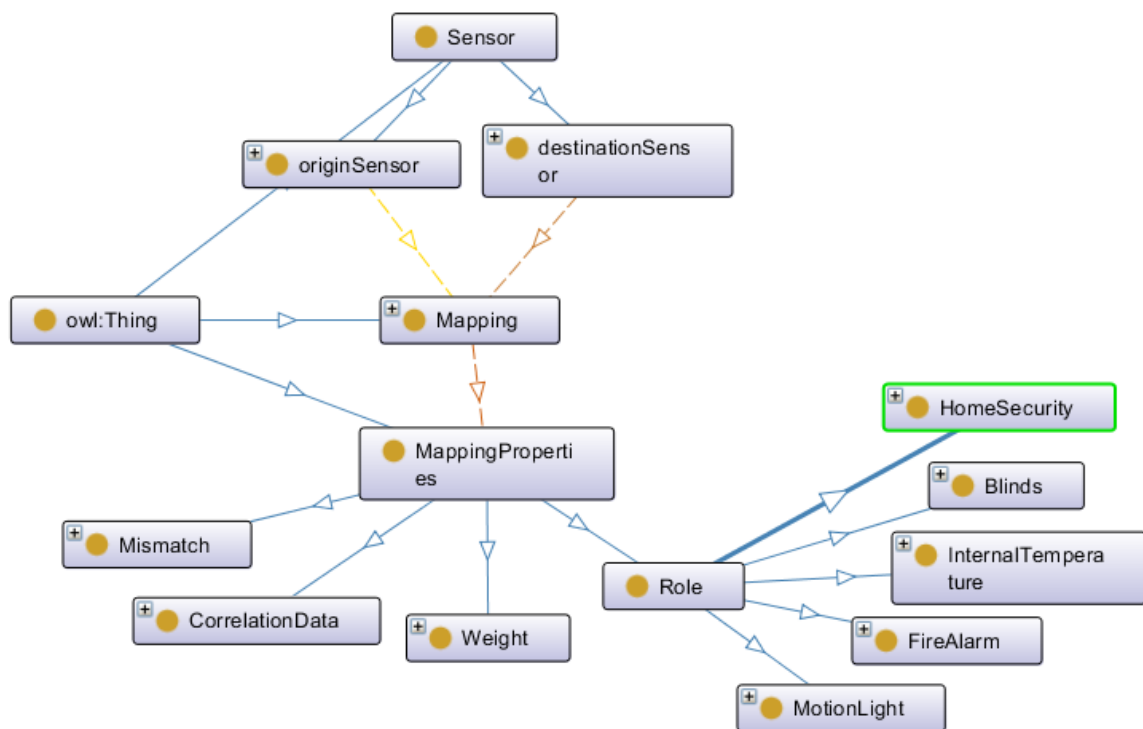 Sensor
originSensor
destinationSens
or
owl:Thing
Mapping
HomeSecurity
MappingProperti
es
Blinds
Mismatch
InternalTempera
ture
Role
CorrelationData
Weight
FireAlarm
MotionLight